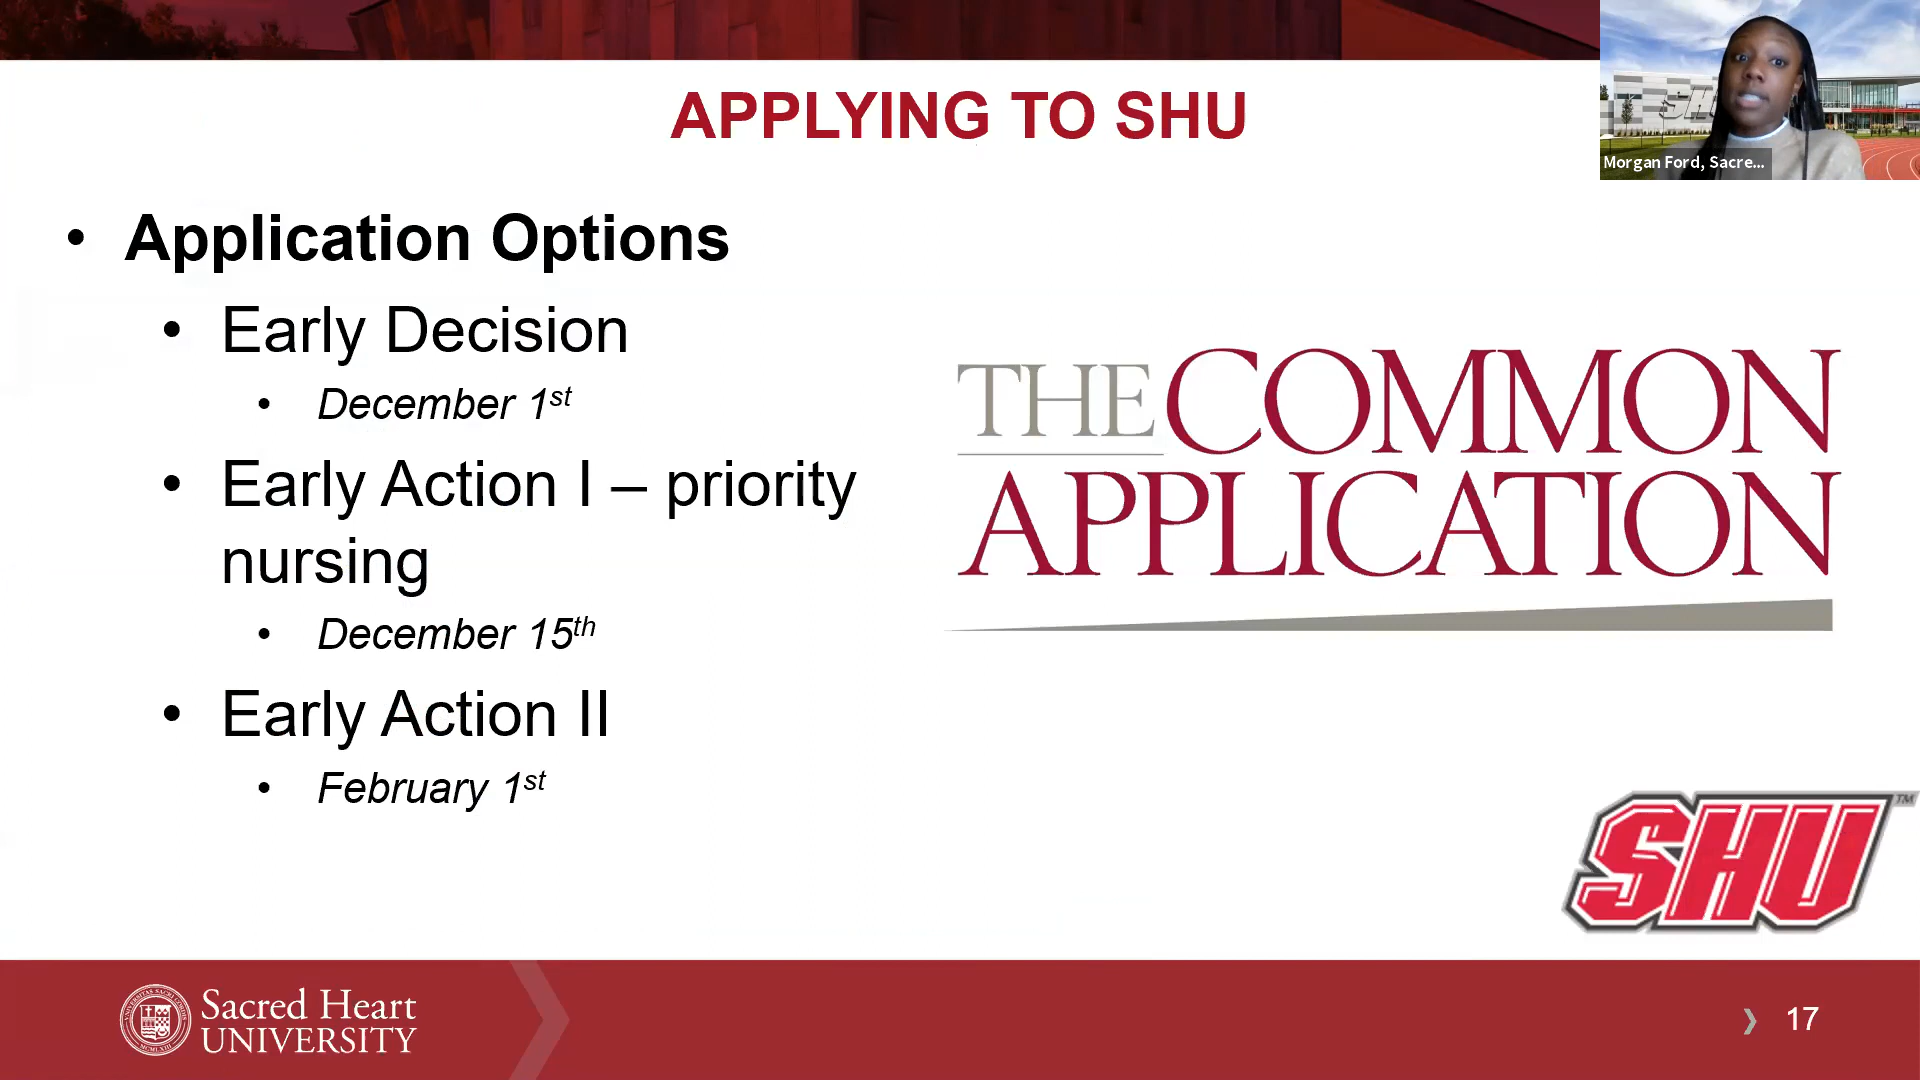 APPLYING TO SHU
Morgan Ford, Sacre...
• Application Options
• Early Decision
• December 1st
• Early Action I – priority
nursing
• December 15th
• Early Action II
• February 1st
THE COMMON
APPLICATION
SHU™
Sacred Heart
UNIVERSITY
17